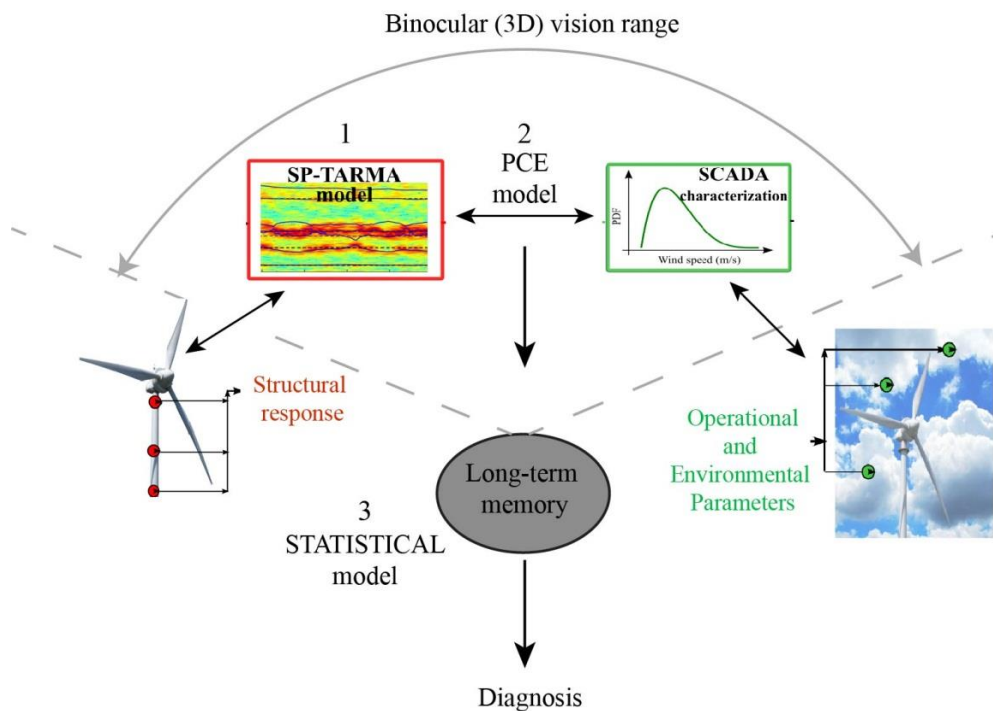 Binocular (3D) vision range
1
SP-TARMA
model
2
PCE
model
SCADA
characterization
PDF
Wind speed (m/s)
Structural
response
Operational
and
Environmental
Parameters
Long-term
memory
3
STATISTICAL
model
Diagnosis